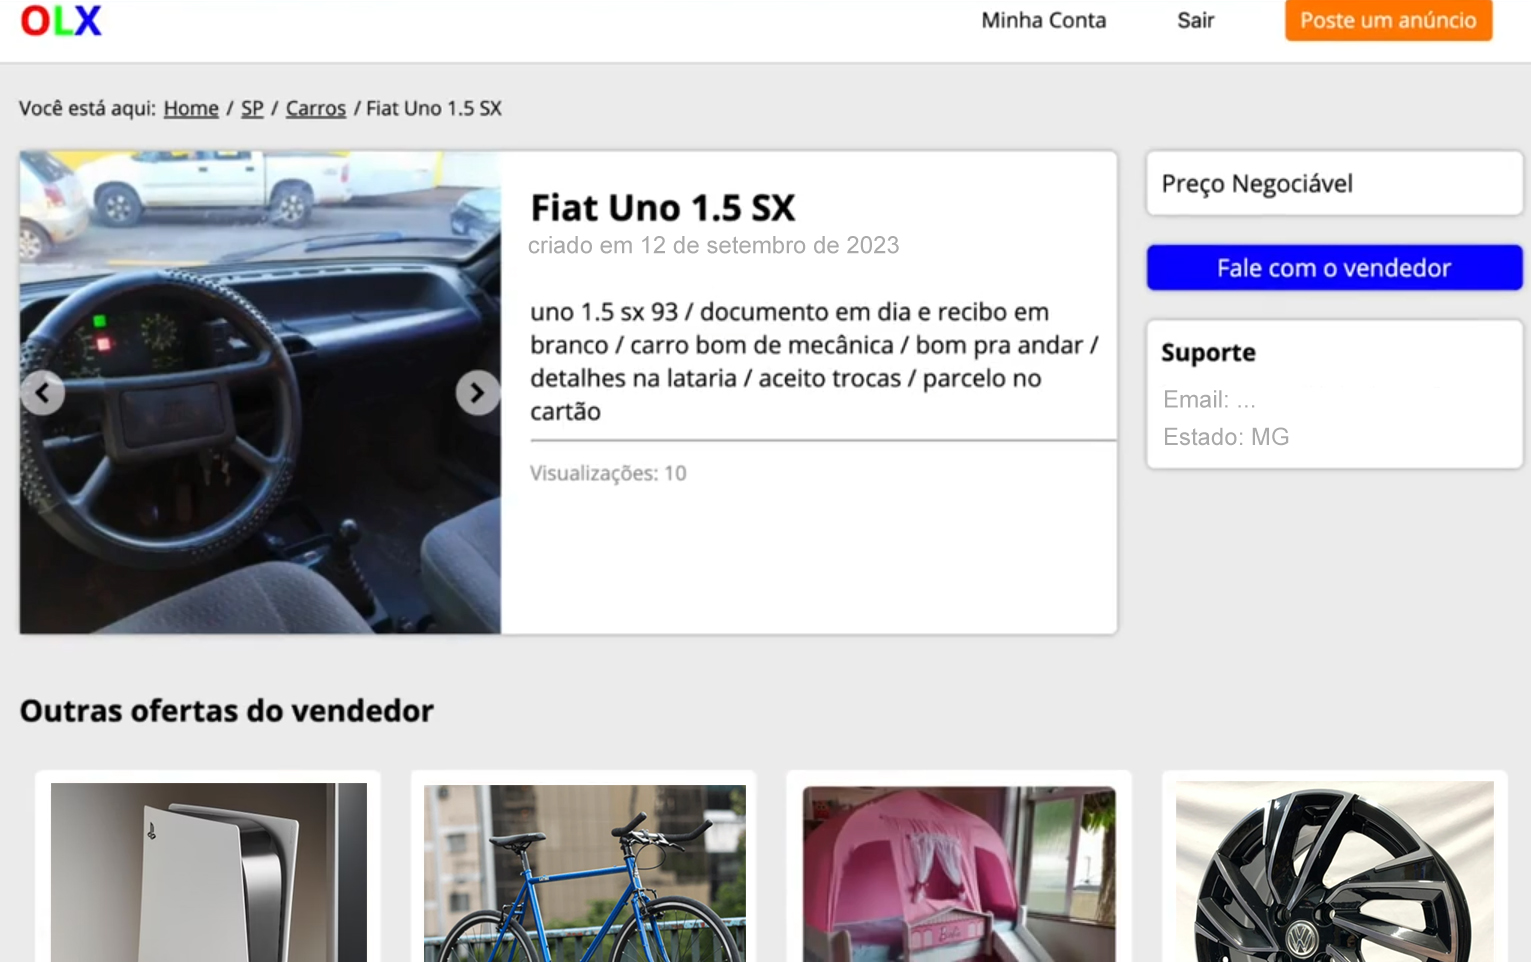 OLX
Minha Conta
Sair
Poste um anúncio
Você está aqui: Home / SP / Carros / Fiat Uno 1.5 SX
Fiat Uno 1.5 SX
criado em 12 de setembro de 2023
uno 1.5 sx 93 / documento em dia e recibo em
branco / carro bom de mecânica / bom pra andar /
detalhes na lataria / aceito trocas / parcelo no
cartão
Visualizações: 10
Preço Negociável
Fale com o vendedor
Suporte
Email: ...
Estado: MG
Outras ofertas do vendedor
Barbie